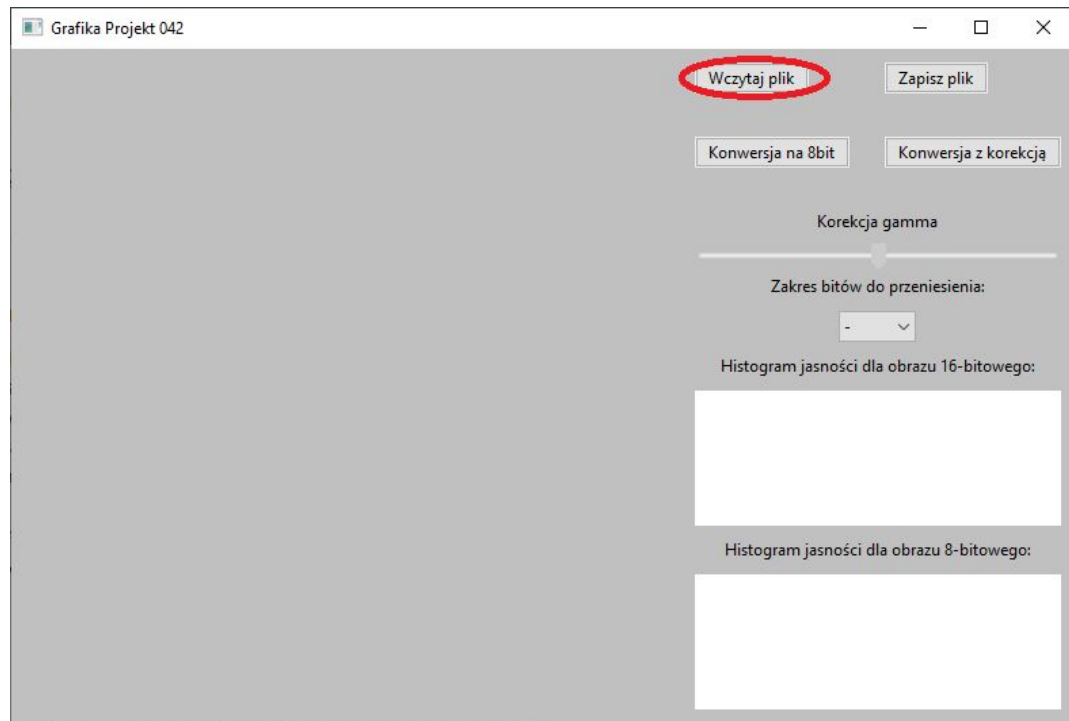 Grafika Projekt 042
Wczytaj plik
Zapisz plik
Konwersja na 8bit
Konwersja z korekcją
Korekcja gamma
Zakres bitów do przeniesienia:
-
Histogram jasności dla obrazu 16-bitowego:
Histogram jasności dla obrazu 8-bitowego: